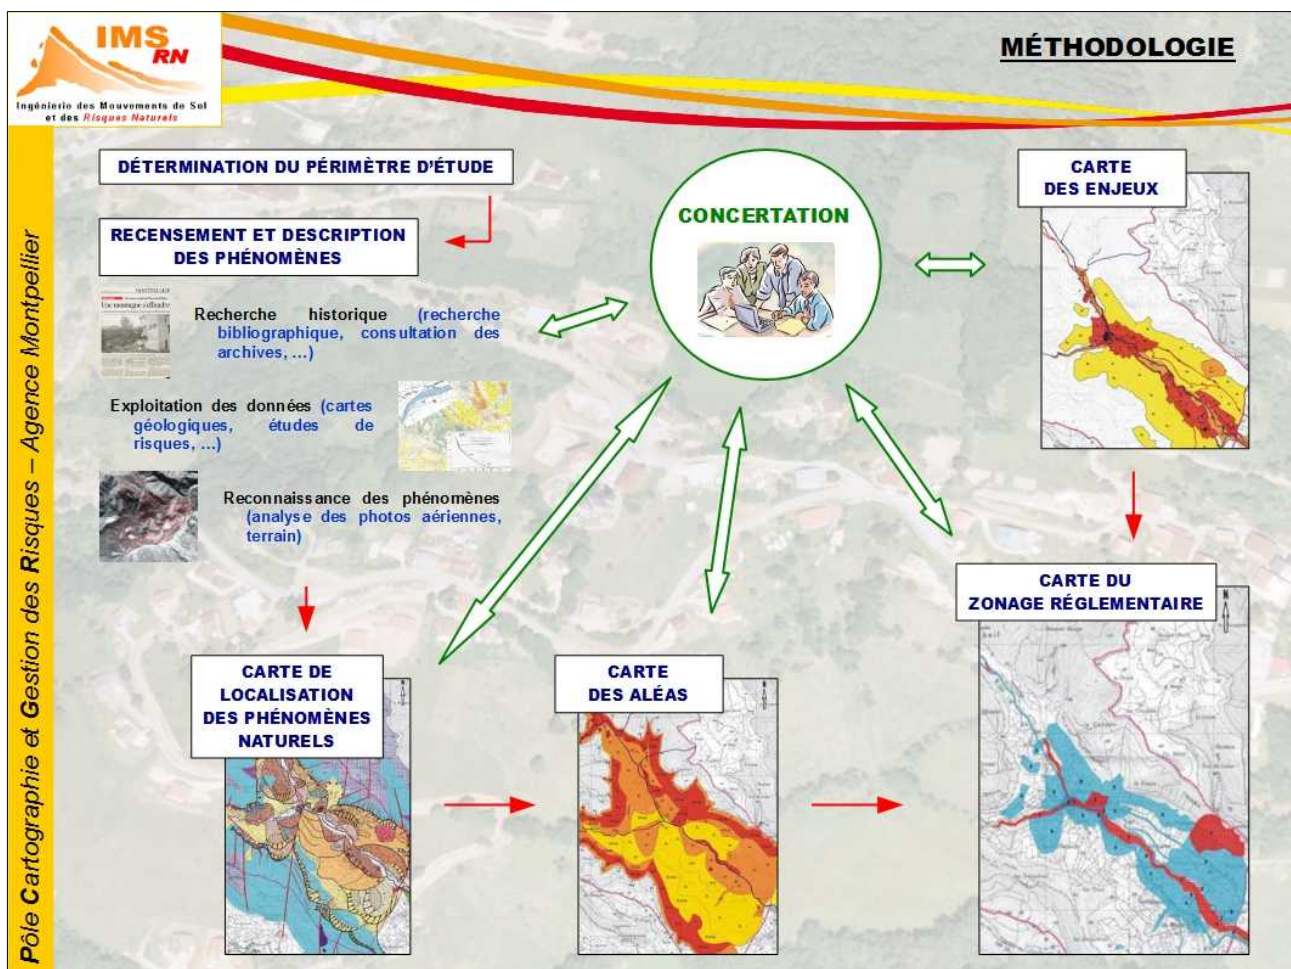 IMS
RN
Ingénierie des Mouvements de Sol
et des Risques Naturels
MÉTHODOLOGIE
Pôle Cartographie et Gestion des Risques – Agence Montpellier
DÉTERMINATION DU PÉRIMÈTRE D'ÉTUDE
RECENSEMENT ET DESCRIPTION
DES PHÉNOMÈNES
Recherche historique (recherche
bibliographique, consultation des
archives, …)
Exploitation des données (cartes
géologiques, études de
risques, …)
Reconnaissance des phénomènes
(analyse des photos aériennes,
terrain)
CONCERTATION
CARTE
DES ENJEUX
CARTE DE
LOCALISATION
DES PHÉNOMÈNES
NATURELS
CARTE
DES ALÉAS
CARTE DU
ZONAGE RÉGLEMENTAIRE